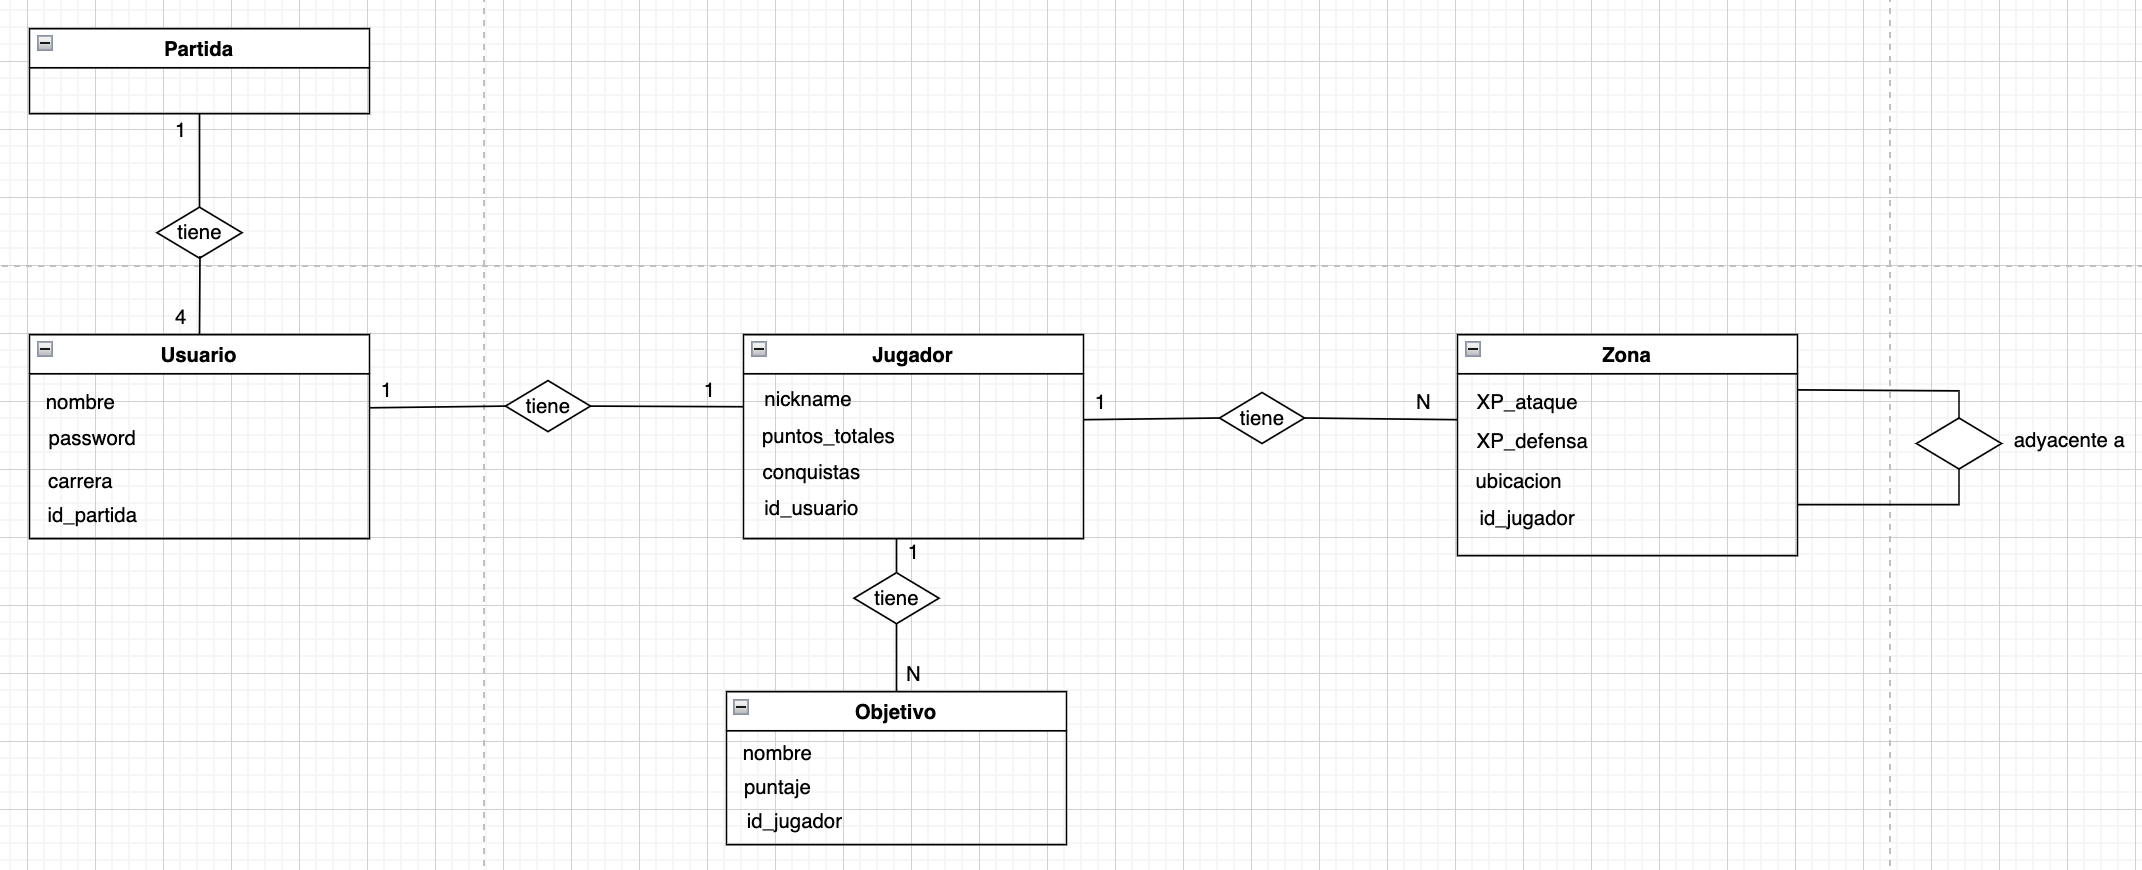 Partida
1
tiene
4
Usuario
nombre
password
carrera
id_partida
1
tiene
1
Jugador
nickname
puntos_totales
conquistas
id_usuario
1
tiene
N
Zona
XP_ataque
XP_defensa
ubicacion
id_jugador
adyacente a
1
tiene
N
Objetivo
nombre
puntaje
id_jugador